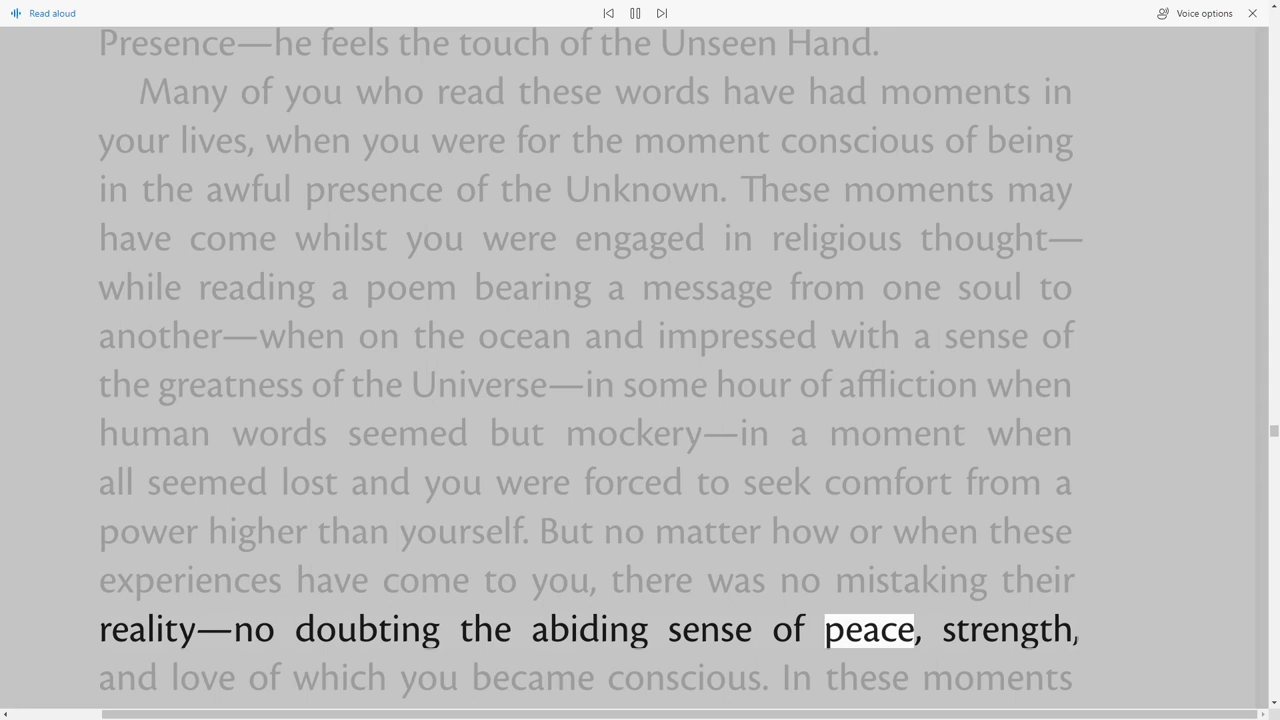 Read aloud
Voice options
Presence—he feels the touch of the Unseen Hand.
Many of you who read these words have had moments in
your lives, when you were for the moment conscious of being
in the awful presence of the Unknown. These moments may
have come whilst you were engaged in religious thought—
while reading a poem bearing a message from one soul to
another—when on the ocean and impressed with a sense of
the greatness of the Universe—in some hour of affliction when
human words seemed but mockery—in a moment when
all seemed lost and you were forced to seek comfort from a
power higher than yourself. But no matter how or when these
experiences have come to you, there was no mistaking their
reality—no doubting the abiding sense of peace, strength,
and love of which you became conscious. In these moments